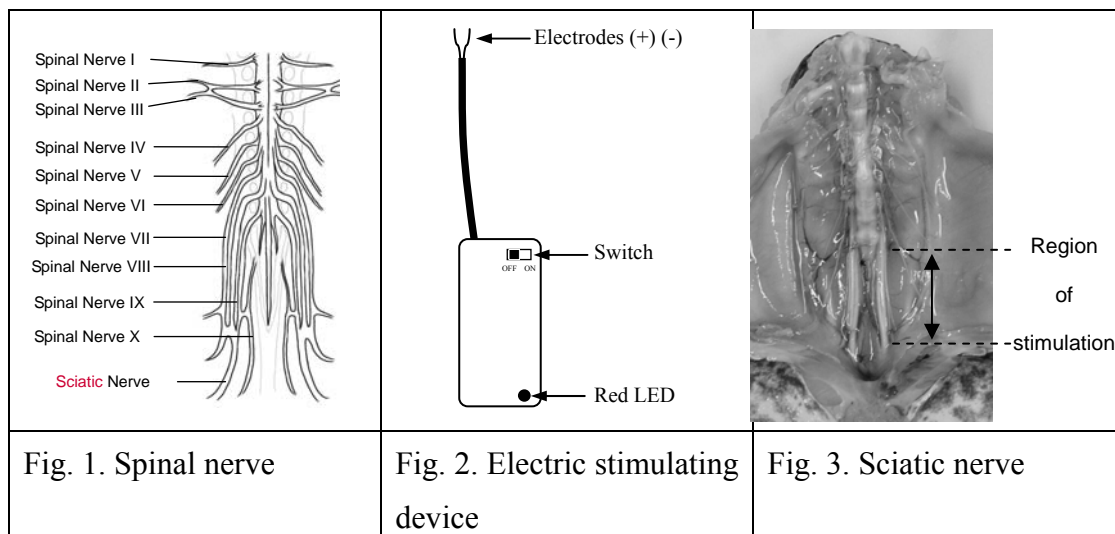 Spinal Nerve I
Spinal Nerve II
Spinal Nerve III
Spinal Nerve IV
Spinal Nerve V
Spinal Nerve VI
Spinal Nerve VII
Spinal Nerve VIII
Spinal Nerve IX
Spinal Nerve X
Sciatic Nerve
Electrodes (+) (-)
Switch
OFF ON
Red LED
Region
of
stimulation
Fig. 1. Spinal nerve
Fig. 2. Electric stimulating
device
Fig. 3. Sciatic nerve